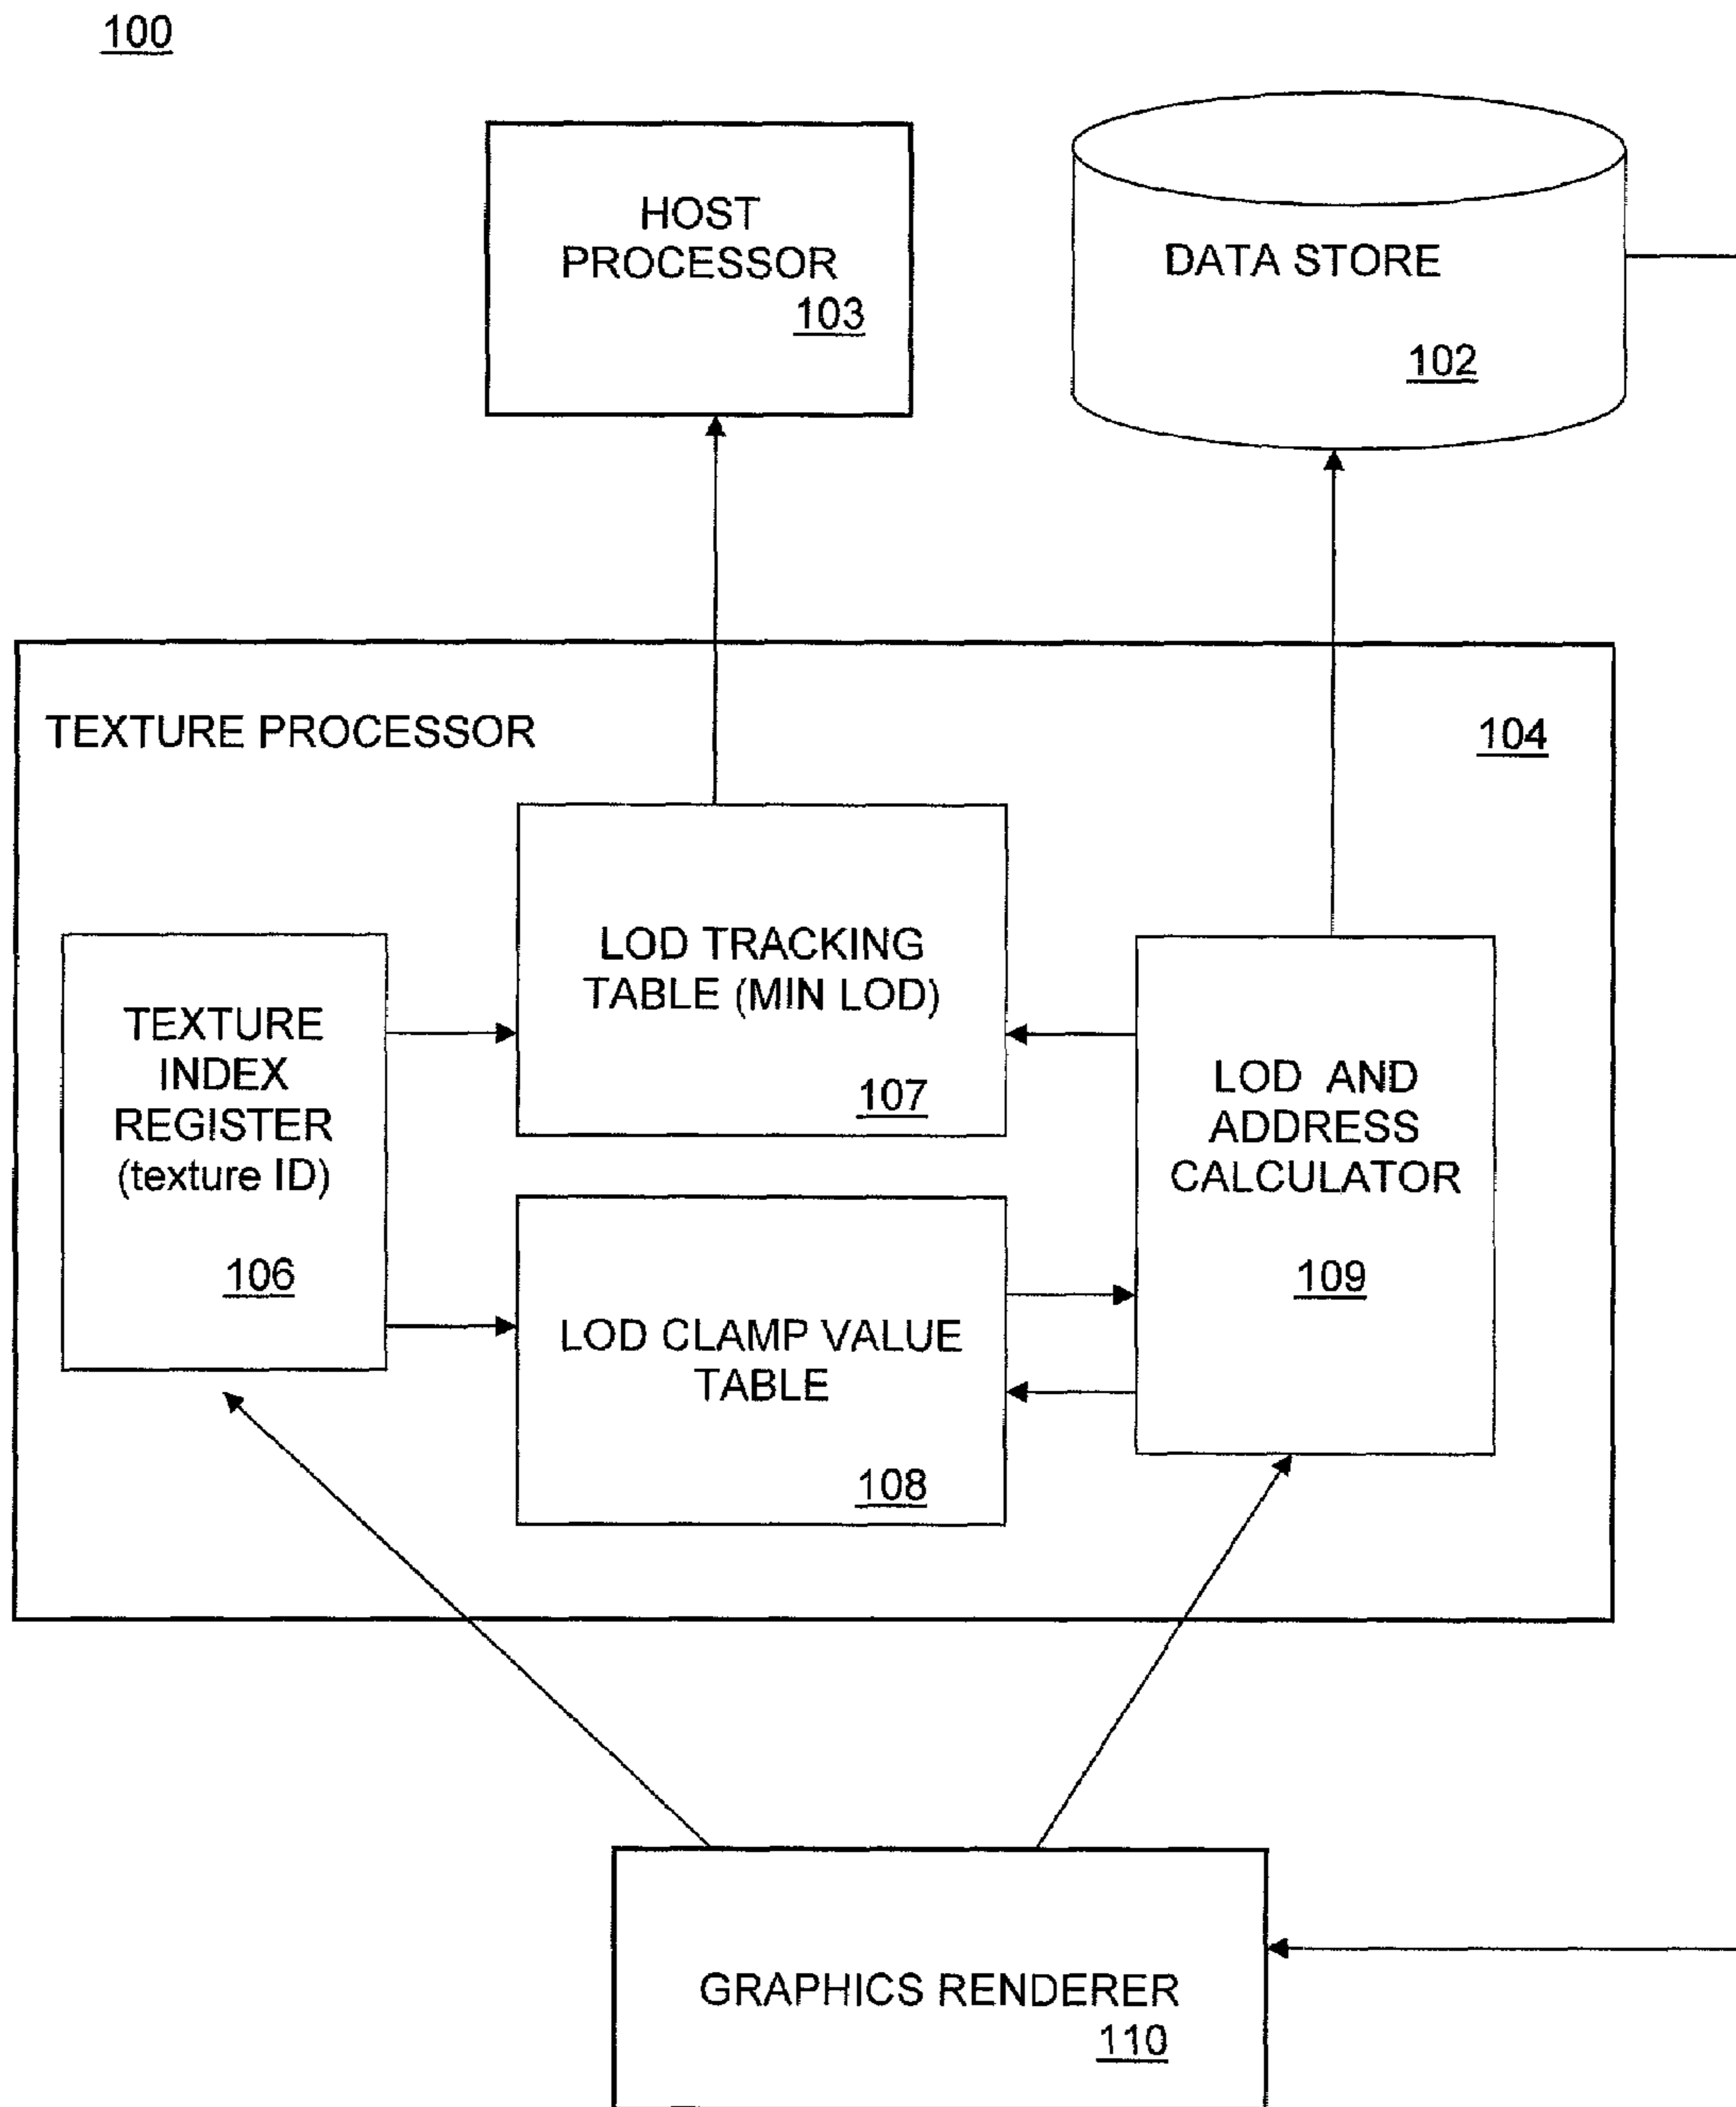 100
HOST
PROCESSOR
103
DATA STORE
102
TEXTURE PROCESSOR
104
LOD TRACKING
TABLE (MIN LOD)
107
TEXTURE
INDEX
REGISTER
(texture ID)
106
LOD AND
ADDRESS
CALCULATOR
109
LOD CLAMP VALUE
TABLE
108
GRAPHICS RENDERER
110